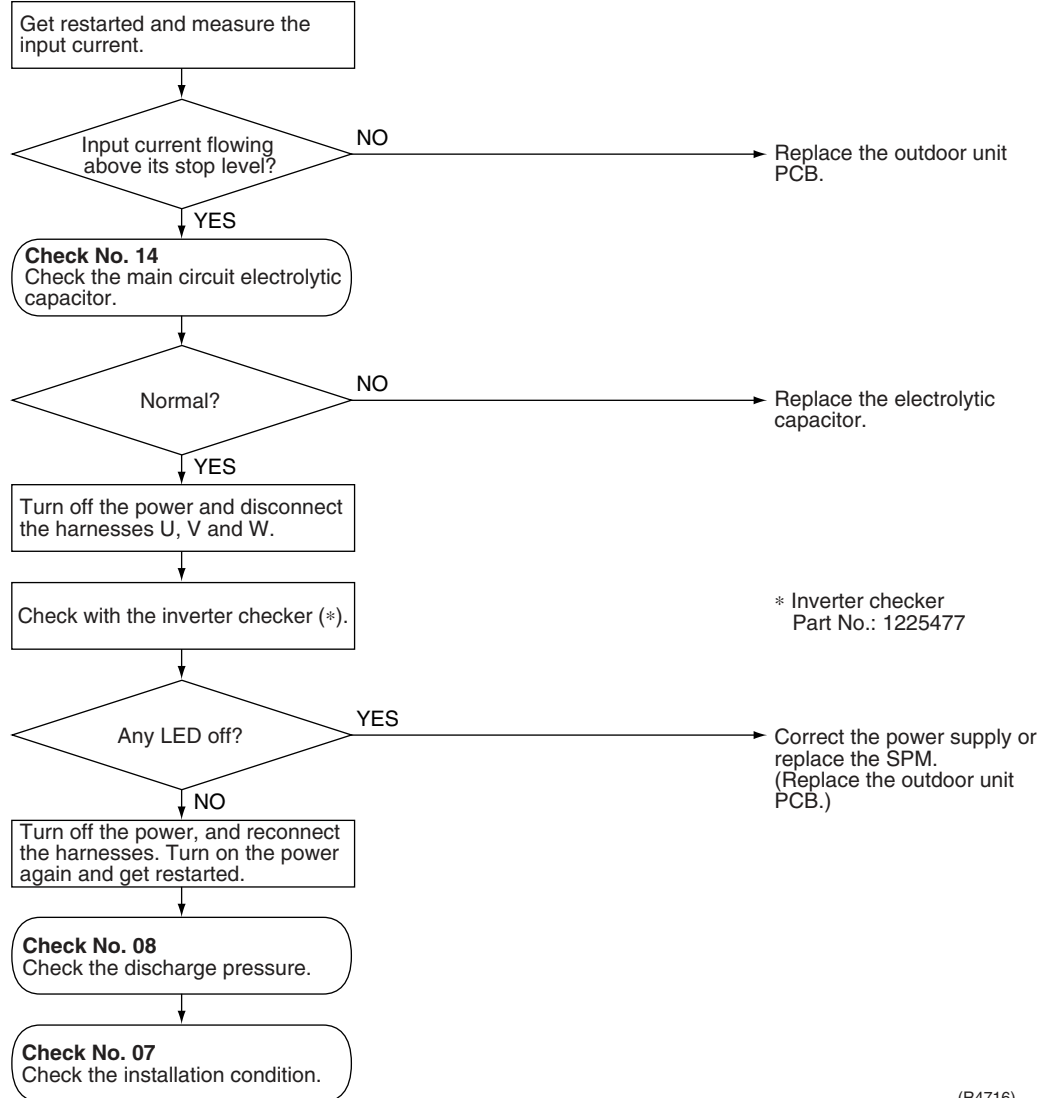 Get restarted and measure the
input current.
Input current flowing
above its stop level?
NO
Replace the outdoor unit
PCB.
YES
Check No. 14
Check the main circuit electrolytic
capacitor.
Normal?
NO
Replace the electrolytic
capacitor.
YES
Turn off the power and disconnect
the harnesses U, V and W.
Check with the inverter checker (*).
* Inverter checker
Part No.: 1225477
Any LED off?
YES
Correct the power supply or
replace the SPM.
(Replace the outdoor unit
PCB.)
NO
Turn off the power, and reconnect
the harnesses. Turn on the power
again and get restarted.
Check No. 08
Check the discharge pressure.
Check No. 07
Check the installation condition.
(R4716)